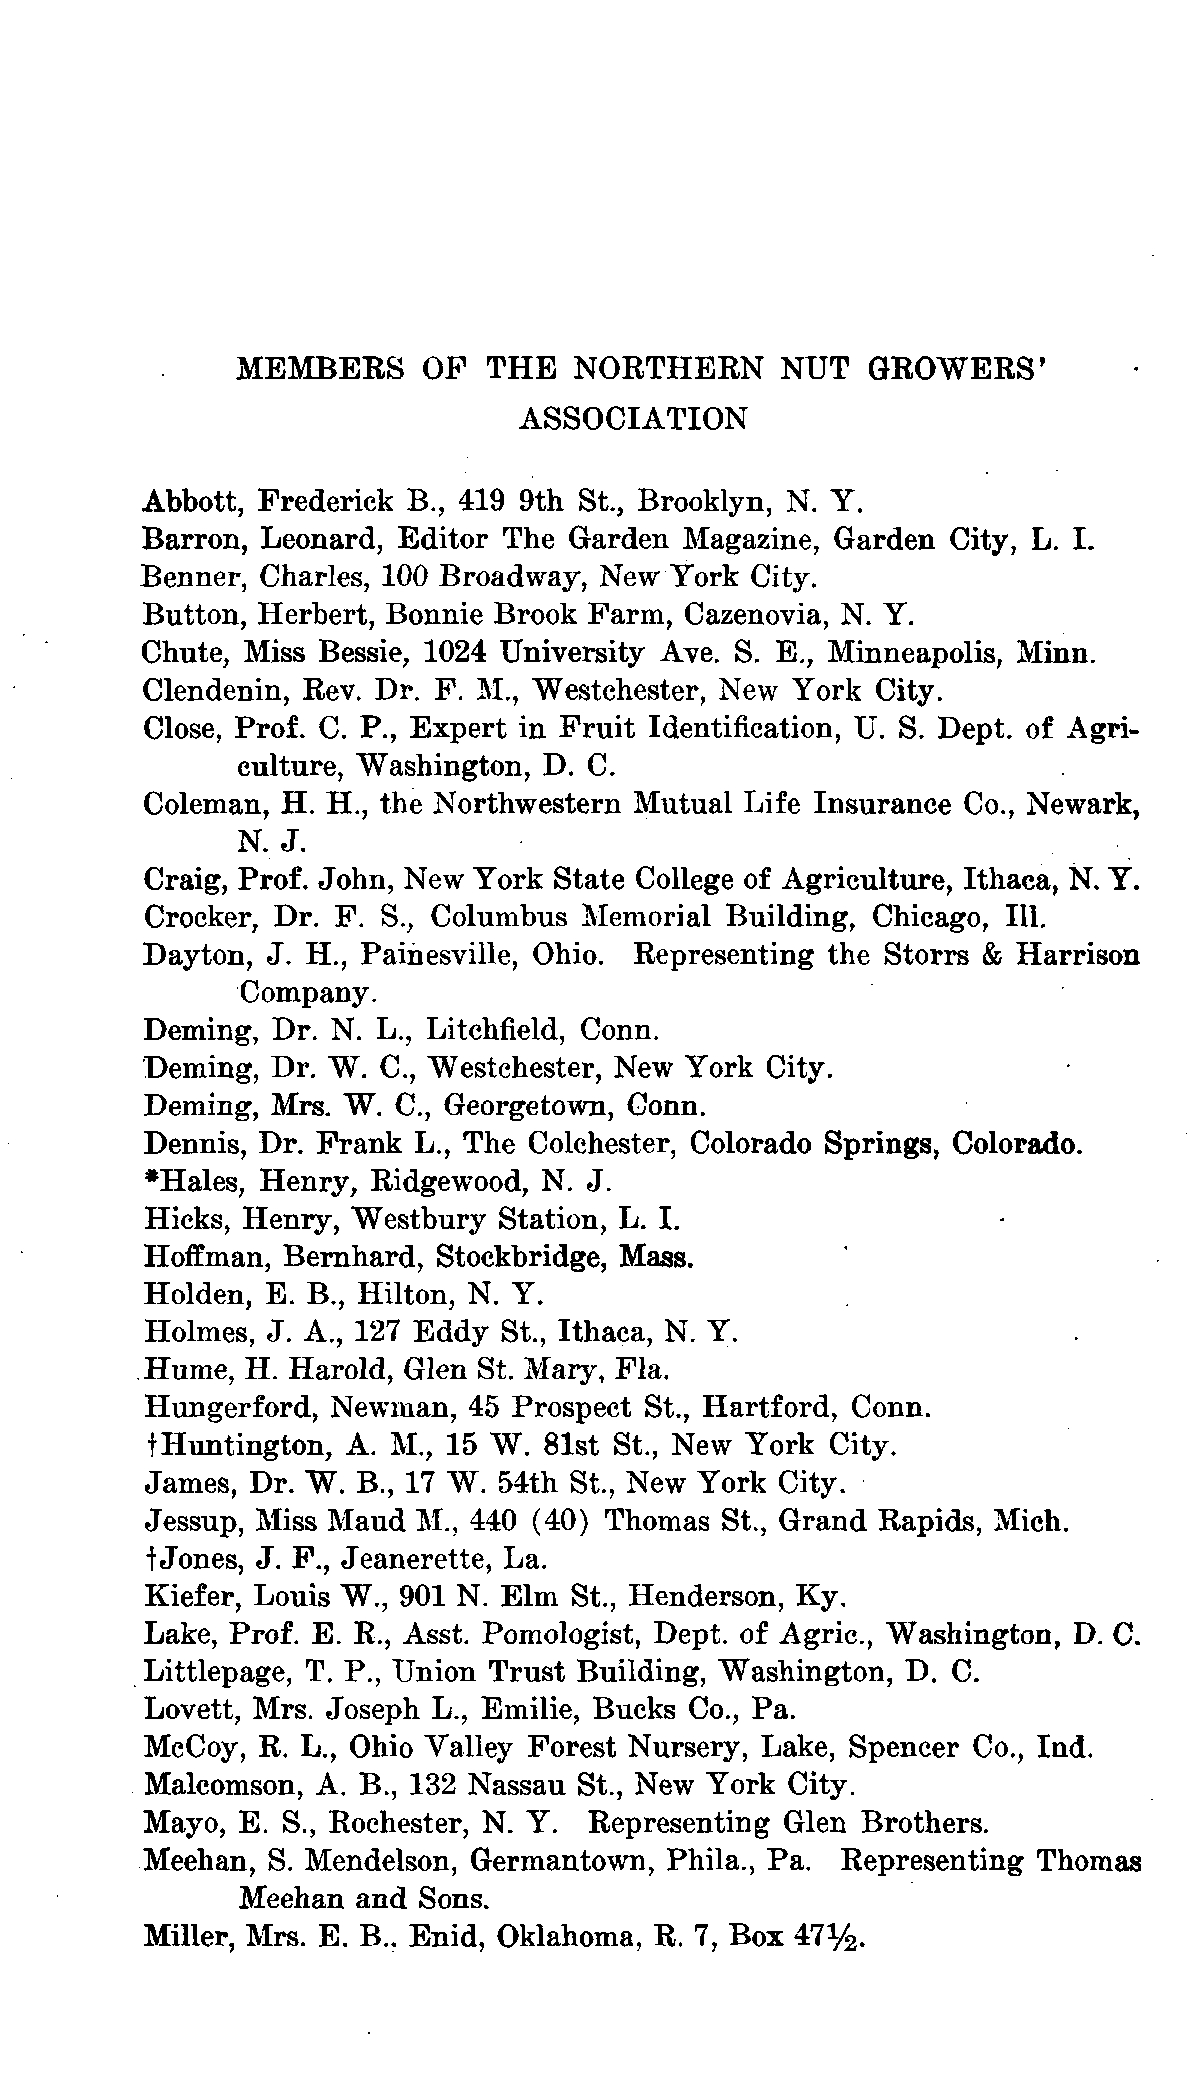 MEMBERS OF THE NORTHERN NUT GROWERS'
ASSOCIATION
Abbott, Frederick B., 419 9th St., Brooklyn, N. Y.
Barron, Leonard, Editor The Garden Magazine, Garden City, L. I.
Benner, Charles, 100 Broadway, New York City.
Button, Herbert, Bonnie Brook Farm, Cazenovia, N. Y.
Chute, Miss Bessie, 1024 University Ave. S. E., Minneapolis, Minn.
Clendenin, Rev. Dr. F. M., Westchester, New York City.
Close, Prof. C. P., Expert in Fruit Identification, U. S. Dept. of Agri-
culture, Washington, D. C.
Coleman, H. H., the Northwestern Mutual Life Insurance Co., Newark,
N. J.
Craig, Prof. John, New York State College of Agriculture, Ithaca, N. Y.
Crocker, Dr. F. S., Columbus Memorial Building, Chicago, Ill.
Dayton, J. H., Painesville, Ohio. Representing the Storrs & Harrison
Company.
Deming, Dr. N. L., Litchfield, Conn.
Deming, Dr. W. C., Westchester, New York City.
Deming, Mrs. W. C., Georgetown, Conn.
Dennis, Dr. Frank L., The Colchester, Colorado Springs, Colorado.
*Hales, Henry, Ridgewood, N. J.
Hicks, Henry, Westbury Station, L. I.
Hoffman, Bernhard, Stockbridge, Mass.
Holden, E. B., Hilton, N. Y.
Holmes, J. A., 127 Eddy St., Ithaca, N. Y.
Hume, H. Harold, Glen St. Mary, Fla.
Hungerford, Newman, 45 Prospect St., Hartford, Conn.
†Huntington, A. M., 15 W. 81st St., New York City.
James, Dr. W. B., 17 W. 54th St., New York City.
Jessup, Miss Maud M., 440 (40) Thomas St., Grand Rapids, Mich.
†Jones, J. F., Jeanerette, La.
Kiefer, Louis W., 901 N. Elm St., Henderson, Ky.
Lake, Prof. E. R., Asst. Pomologist, Dept. of Agric., Washington, D. C.
Littlepage, T. P., Union Trust Building, Washington, D. C.
Lovett, Mrs. Joseph L., Emilie, Bucks Co., Pa.
McCoy, R. L., Ohio Valley Forest Nursery, Lake, Spencer Co., Ind.
Malcomson, A. B., 132 Nassau St., New York City.
Mayo, E. S., Rochester, N. Y. Representing Glen Brothers.
Meehan, S. Mendelson, Germantown, Phila., Pa. Representing Thomas
Meehan and Sons.
Miller, Mrs. E. B., Enid, Oklahoma, R. 7, Box 47½.